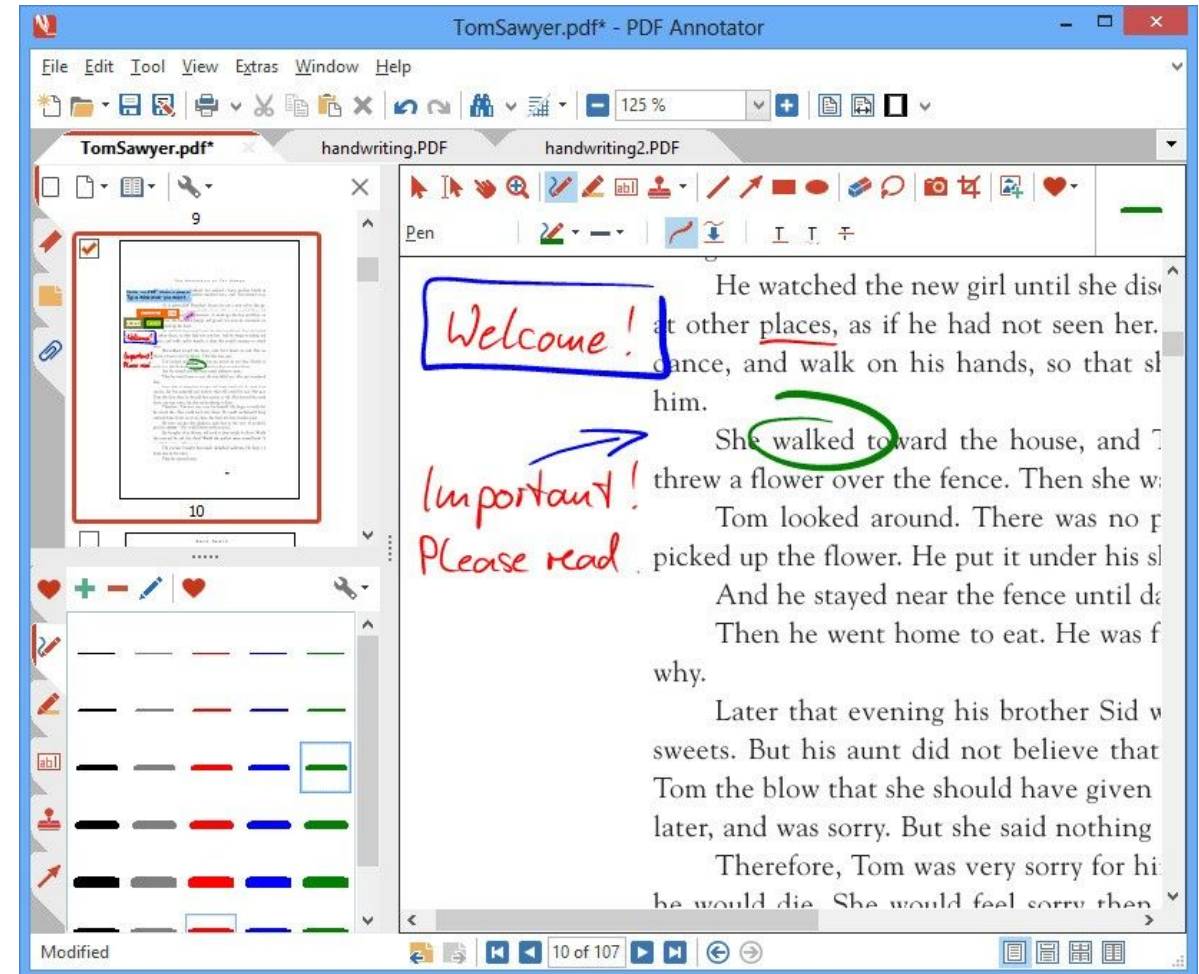 TomSawyer.pdf* - PDF Annotator
File Edit Tool View Extras Window Help
125 %
TomSawyer.pdf* handwriting.PDF handwriting2.PDF
9
10
Pen
Welcome!
Important!
Please read
He watched the new girl until she dis
at other places, as if he had not seen her.
dance, and walk on his hands, so that sh
him.
She walked toward the house, and T
threw a flower over the fence. Then she wa
Tom looked around. There was no p
picked up the flower. He put it under his sh
And he stayed near the fence until da
Then he went home to eat. He was f
why.
Later that evening his brother Sid w
sweets. But his aunt did not believe that
Tom the blow that she should have given
later, and was sorry. But she said nothing
Therefore, Tom was very sorry for hi
he would die. She would feel sorry then
Modified
10 of 107